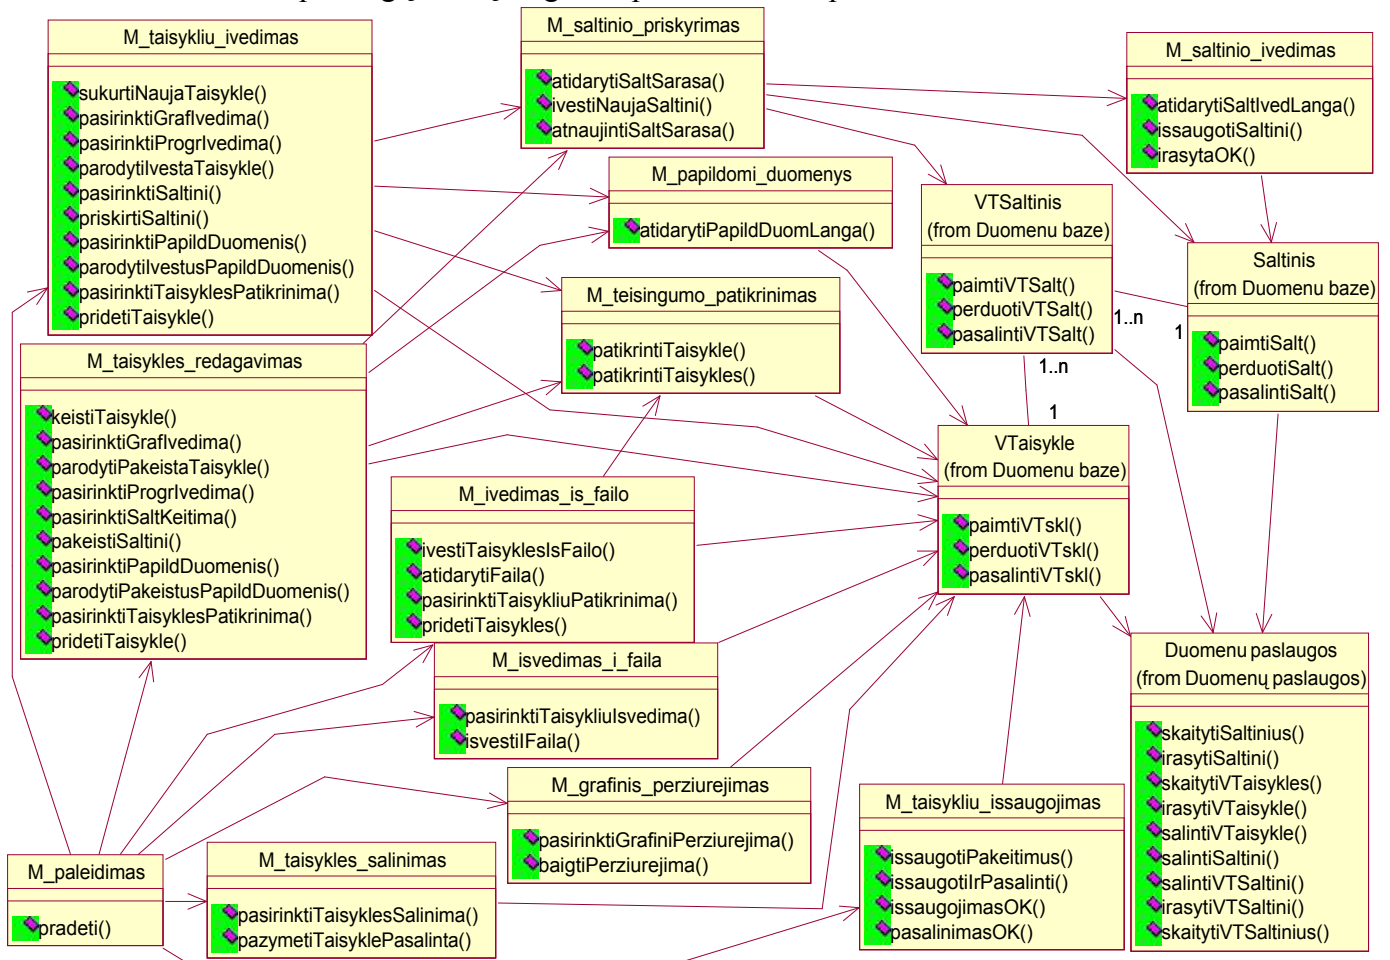 M_taisykliu_ivedimas
sukurtiNaujaTaisykle()
pasirinktiGrafIvedima()
pasirinktiProgrIvedima()
parodytiIvestaTaisykle()
pasirinktiSaltini()
priskirtiSaltini()
pasirinktiPapildDuomenis()
parodytiIvestusPapildDuomenis()
pasirinktiTaisyklesPatikrinima()
pridetiTaisykle()
M_saltinio_priskyrimas
atidarytiSaltSarasa()
ivestiNaujaSaltini()
atnaujintiSaltSarasa()
M_saltinio_ivedimas
atidarytiSaltIvedLanga()
issaugotiSaltini()
irasytaOK()
M_papildomi_duomenys
atidarytiPapildDuomLanga()
VTSaltinis
(from Duomenu baze)
paimtiVTSalt()
perduotiVTSalt()
pasalintiVTSalt()
Saltinis
(from Duomenu baze)
paimtiSalt()
perduotiSalt()
pasalintiSalt()
1..n
1
1..n
1
M_teisingumo_patikrinimas
patikrintiTaisykle()
patikrintiTaisykles()
M_taisykles_redagavimas
keistiTaisykle()
pasirinktiGrafIvedima()
parodytiPakeistaTaisykle()
pasirinktiProgrIvedima()
pasirinktiSaltKeitima()
pakeistiSaltini()
pasirinktiPapildDuomenis()
parodytiPakeistusPapildDuomenis()
pasirinktiTaisyklesPatikrinima()
pridetiTaisykle()
VTaisykle
(from Duomenu baze)
paimtiVTskl()
perduotiVTskl()
pasalintiVTskl()
M_ivedimas_is_failo
ivestiTaisyklesIsFailo()
atidarytiFaila()
pasirinktiTaisykliuPatikrinima()
pridetiTaisykles()
M_isvedimas_i_faila
pasirinktiTaisykliuIsvedima()
isvestiIFaila()
Duomenu paslaugos
(from Duomenų paslaugos)
skaitytiSaltinius()
irasytiSaltini()
skaitytiVTaisykles()
irasytiVTaisykle()
salintiVTaisykle()
salintiSaltini()
salintiVTSaltini()
irasytiVTSaltini()
skaitytiVTSaltinius()
M_grafinis_perziurejimas
pasirinktiGrafiniPerziurejima()
baigtiPerziurejima()
M_taisykliu_issaugojimas
issaugotiPakeitimus()
issaugotiIrPasalinti()
issaugojimasOK()
pasalinimasOK()
M_paleidimas
pradeti()
M_taisykles_salinimas
pasirinktiTaisyklesSalinima()
pazymetiTaisyklePasalinta()